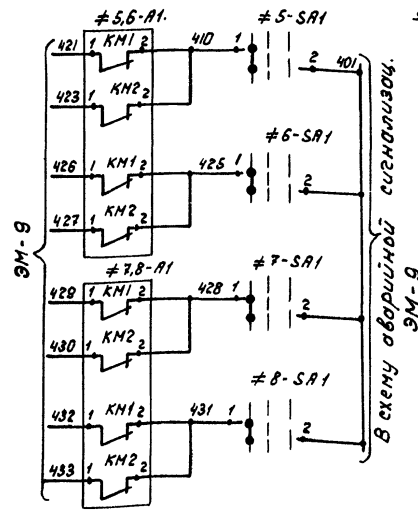 ≠5,6-А1.
≠5-SA1
421 1 KM1 2 410 1
2 401
423 1 KM2 2
≠6-SA1
426 1 KM1 2 425 1
2
427 1 KM2 2
ЭМ-9
≠7,8-А1
≠7-SA1
429 1 KM1 2 428 1
2
430 1 KM2 2
≠8-SA1
432 1 KM1 2 431 1
2
433 1 KM2 2
В схему аварийной сигнализац.
ЭМ-9